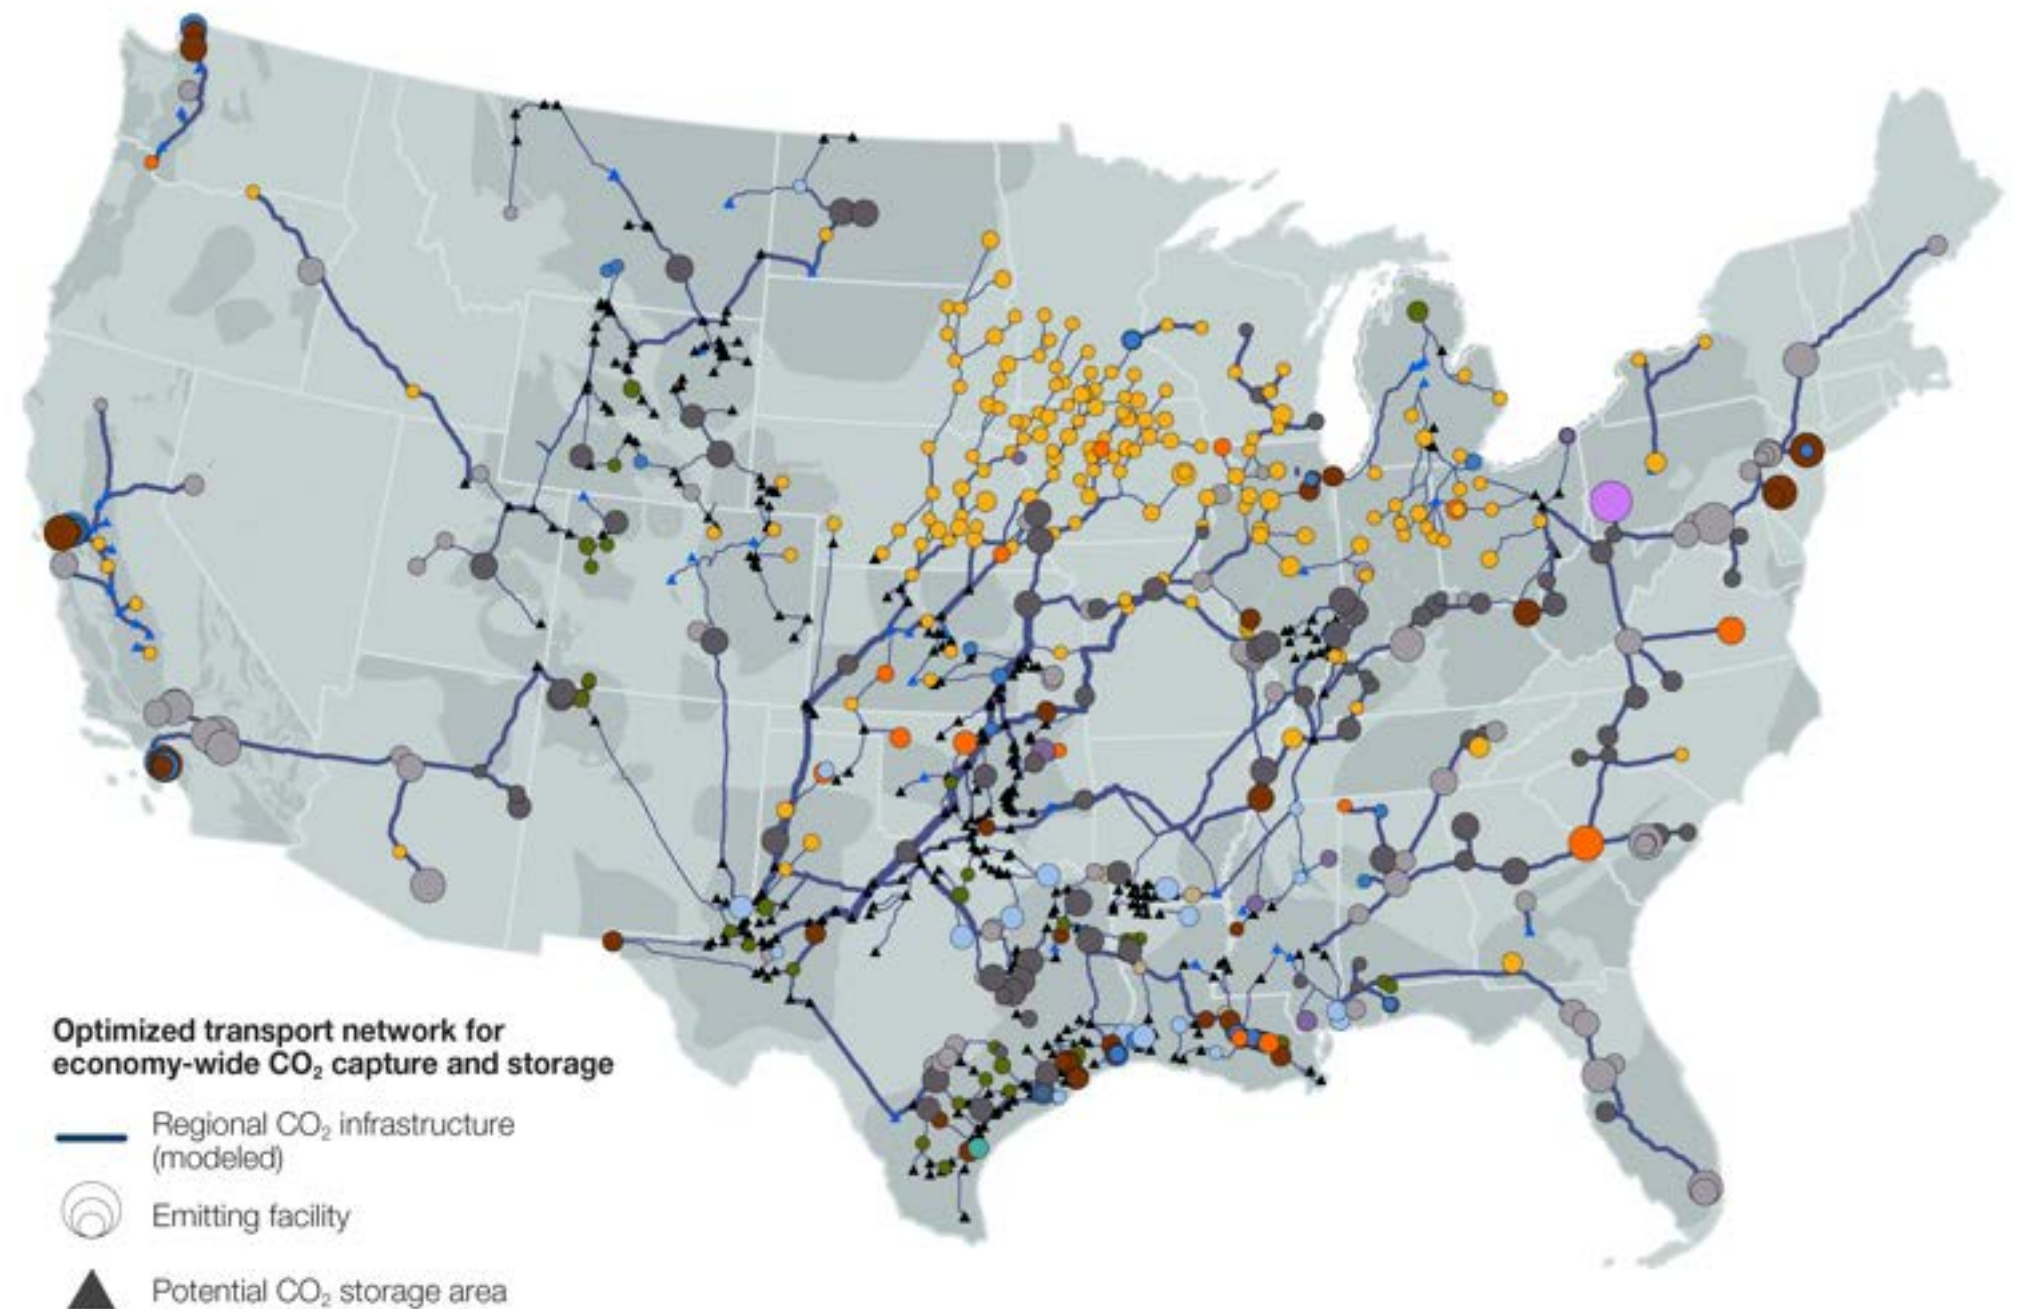 Optimized transport network for
economy-wide CO₂ capture and storage
Regional CO₂ infrastructure
(modeled)
Emitting facility
Potential CO₂ storage area